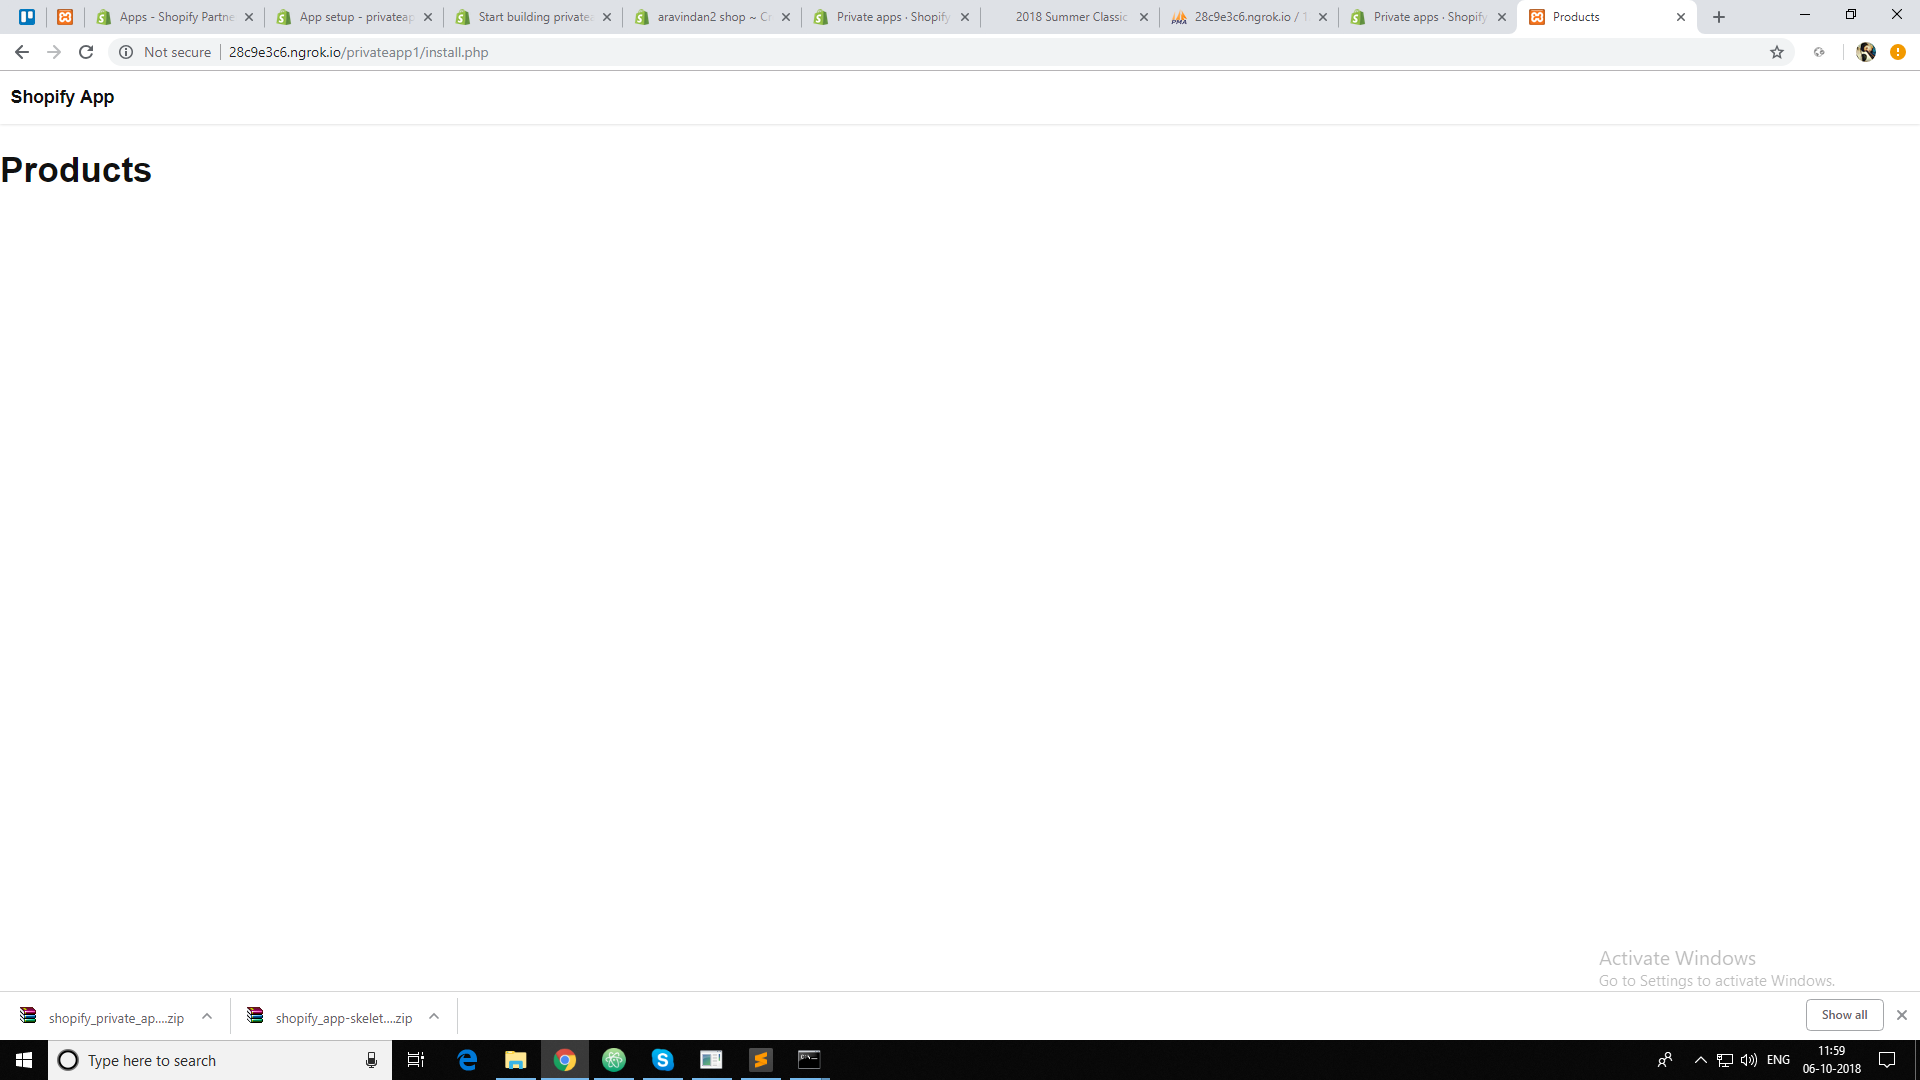 Apps - Shopify Partne
App setup - privateap
Start building privatea
aravindan2 shop ~ Cr
Private apps · Shopify
2018 Summer Classic
28c9e3c6.ngrok.io / 1
Private apps · Shopify
Products
Not secure
28c9e3c6.ngrok.io/privateapp1/install.php
Shopify App
Products
Activate Windows
Go to Settings to activate Windows.
shopify_private_ap....zip
shopify_app-skelet....zip
Show all
Type here to search
ENG
11:59
06-10-2018